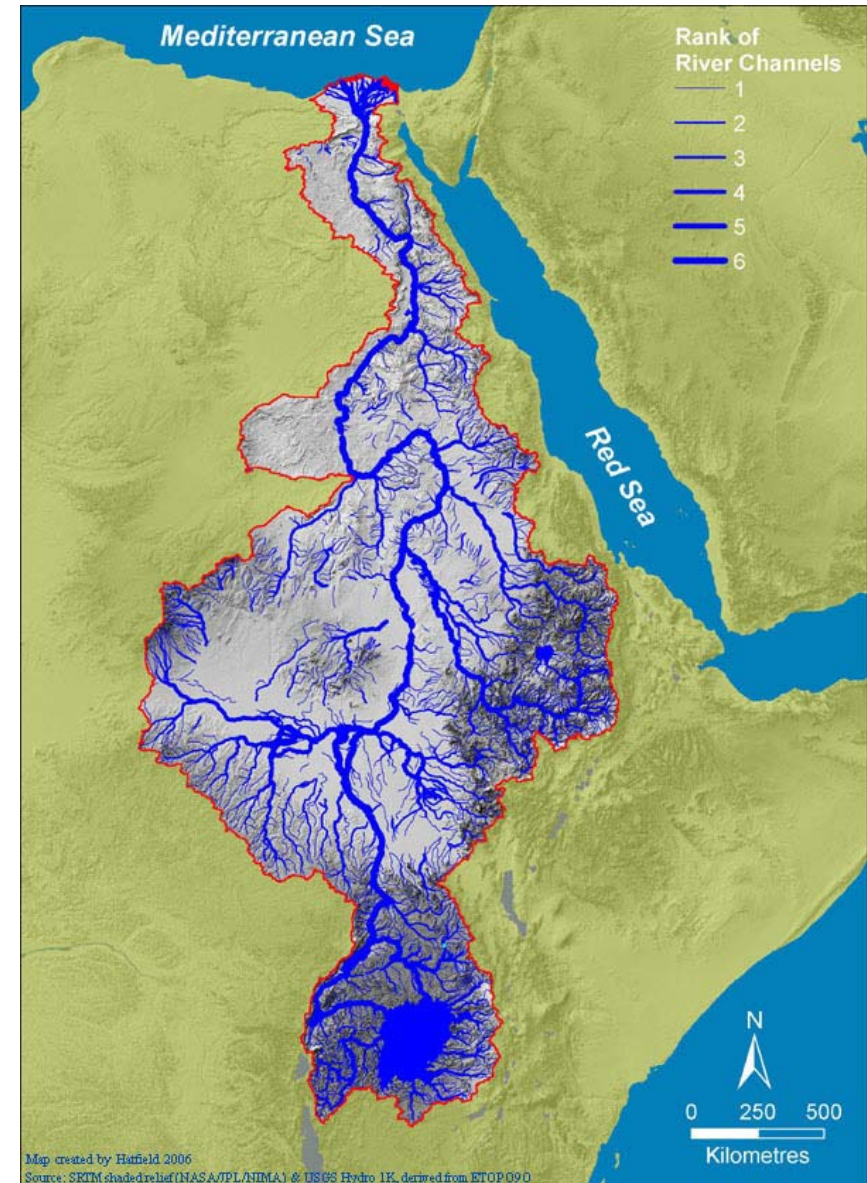 Mediterranean Sea
Rank of
River Channels
1
2
3
4
5
6
Red Sea
N
0 250 500
Kilometres
Map created by Hatfield 2006
Source: SRTM shaded relief (NASA/JPL/NIMA) & USGS Hydro 1K, derived from ETOPO90